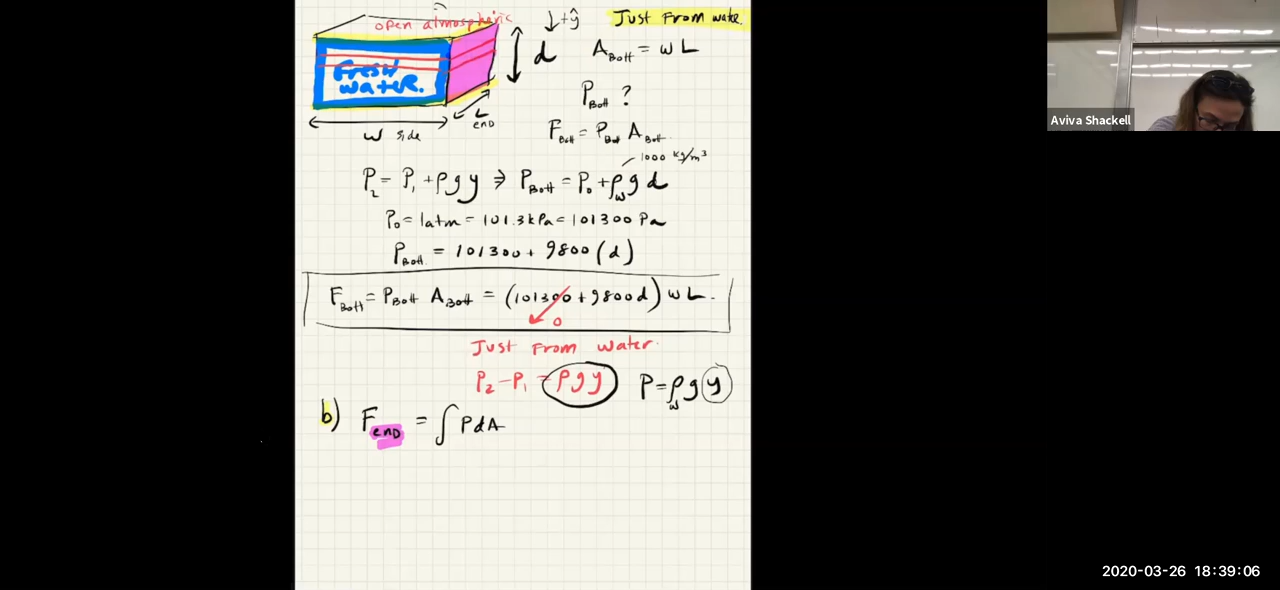 open atmospheric
↓+ŷ
Just From water.
Fresh water.
d
A_Bott = w L
P_Bott ?
L
END
w side
F_Bott = P_Bott A_Bott
1000 kg/m³
P₂ = P₁ + ρgy ⇒ P_Bott = P₀ + ρ_w g d
P₀ = 1atm = 101.3kPa = 101300 Pa
P_Bott. = 101300 + 9800 (d)
F_Bott = P_Bott A_Bott = (101300 + 9800d) w L.
0
Just From water.
P₂ - P₁ = ρgy P = ρ_w g y
b) F_END = ∫ P dA
Aviva Shackell
2020-03-26 18:39:06